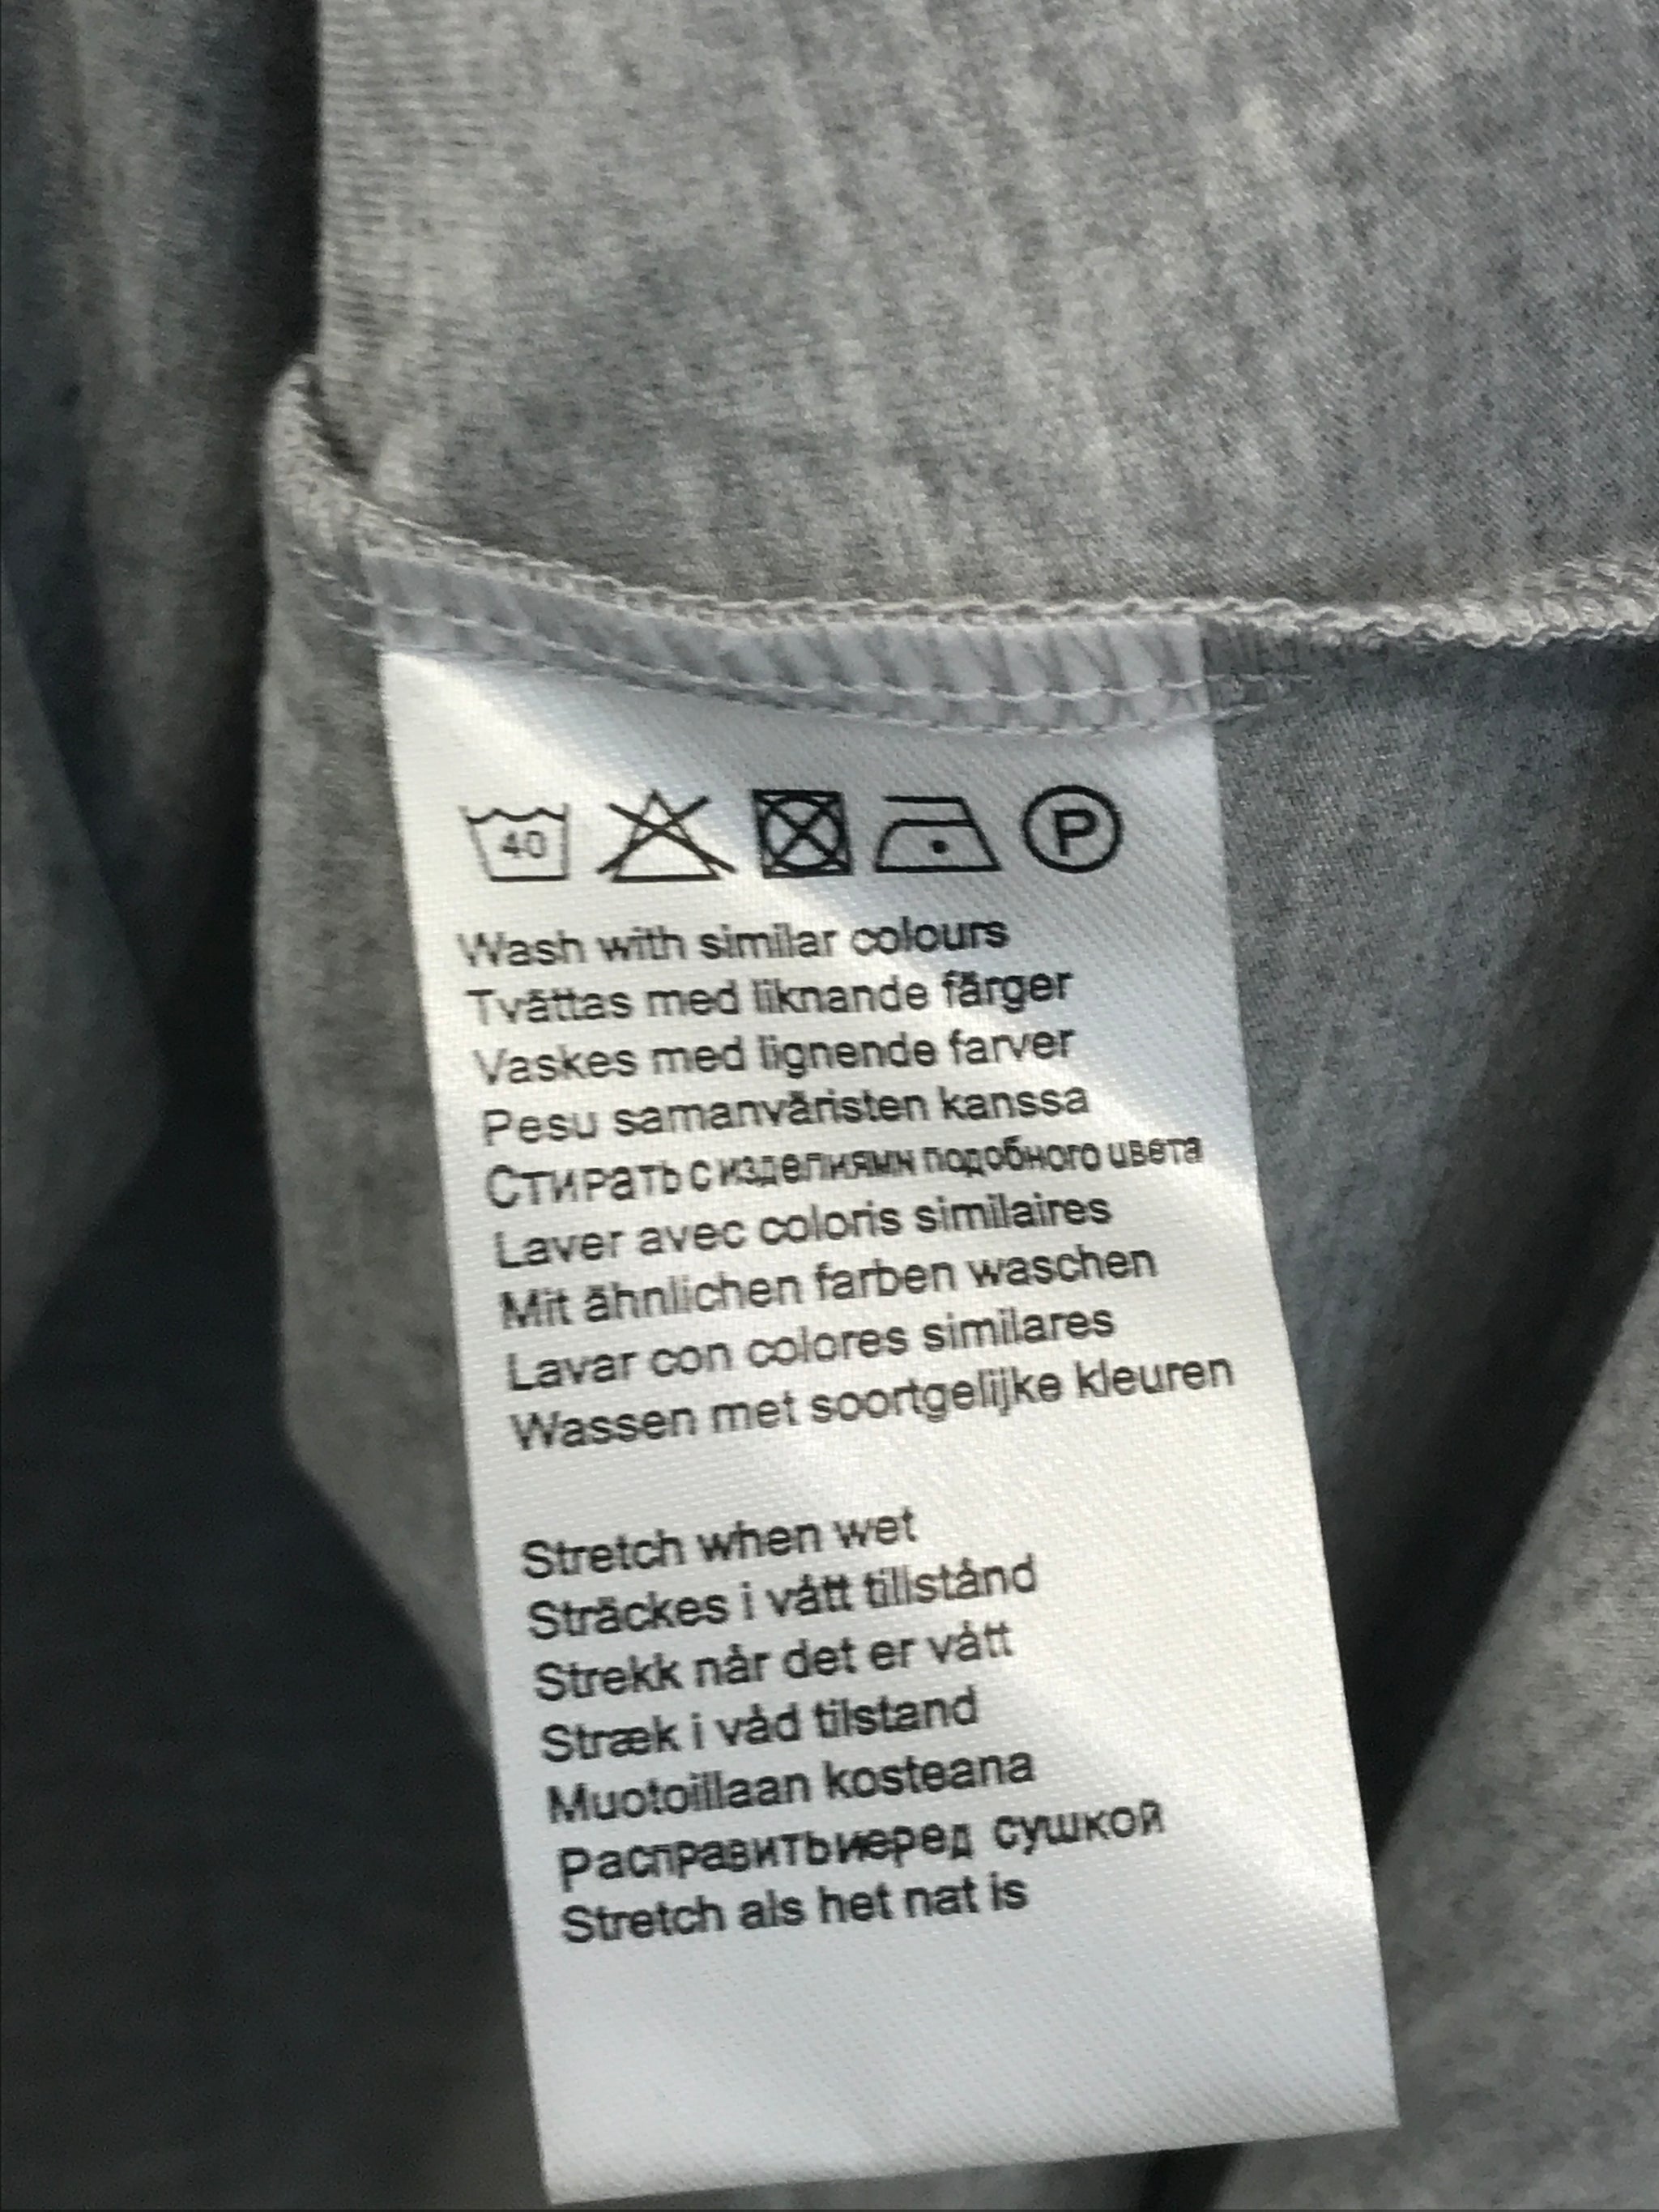 40 P
Wash with similar colours
Tvättas med liknande färger
Vaskes med lignende farver
Pesu samanväristen kanssa
Стирать с изделиямн подобного цвета
Laver avec coloris similaires
Mit ähnlichen farben waschen
Lavar con colores similares
Wassen met soortgelijke kleuren
Stretch when wet
Sträckes i vått tillstånd
Strekk når det er vått
Stræk i våd tilstand
Muotoillaan kosteana
Расправитьиеред сушкой
Stretch als het nat is